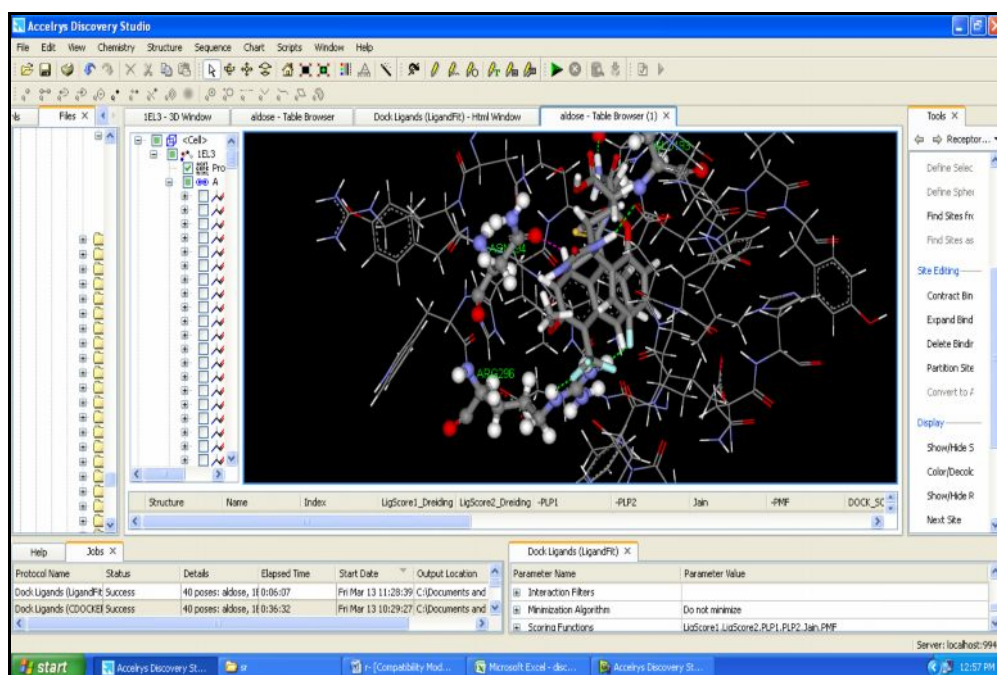 Accelrys Discovery Studio
File Edit View Chemistry Structure Sequence Chart Scripts Window Help
Files 1EL3 - 3D Window aldose - Table Browser Dock Ligands (LigandFit) - Html Window aldose - Table Browser (1) Tools
Receptor...
<Cell>
1EL3
Pro
A
ARG296
Define Selec
Define Spher
Find Sites frc
Find Sites as
Site Editing
Contract Bin
Expand Bind
Delete Bindir
Partition Site
Convert to A
Display
Show/Hide S
Color/Decolc
Show/Hide R
Next Site
Structure Name Index LigScore1_Dreiding LigScore2_Dreiding -PLP1 -PLP2 Jain -PMF DOCK_SC
Help Jobs
Protocol Name Status Details Elapsed Time Start Date Output Location
Dock Ligands (LigandFit Success 40 poses: aldose, 1E 0:06:07 Fri Mar 13 11:28:39 C:\Documents and
Dock Ligands (CDOCKE Success 40 poses: aldose, 1E 0:36:32 Fri Mar 13 10:29:27 C:\Documents and
Dock Ligands (LigandFit)
Parameter Name Parameter Value
Interaction Filters
Minimization Algorithm Do not minimize
Scoring Functions LigScore1,LigScore2,PLP1,PLP2,Jain,PMF
Server: localhost:994
start Accelrys Discovery St... sr r- [Compatibility Mod... Microsoft Excel - disc... Accelrys Discovery St... 12:57 PM